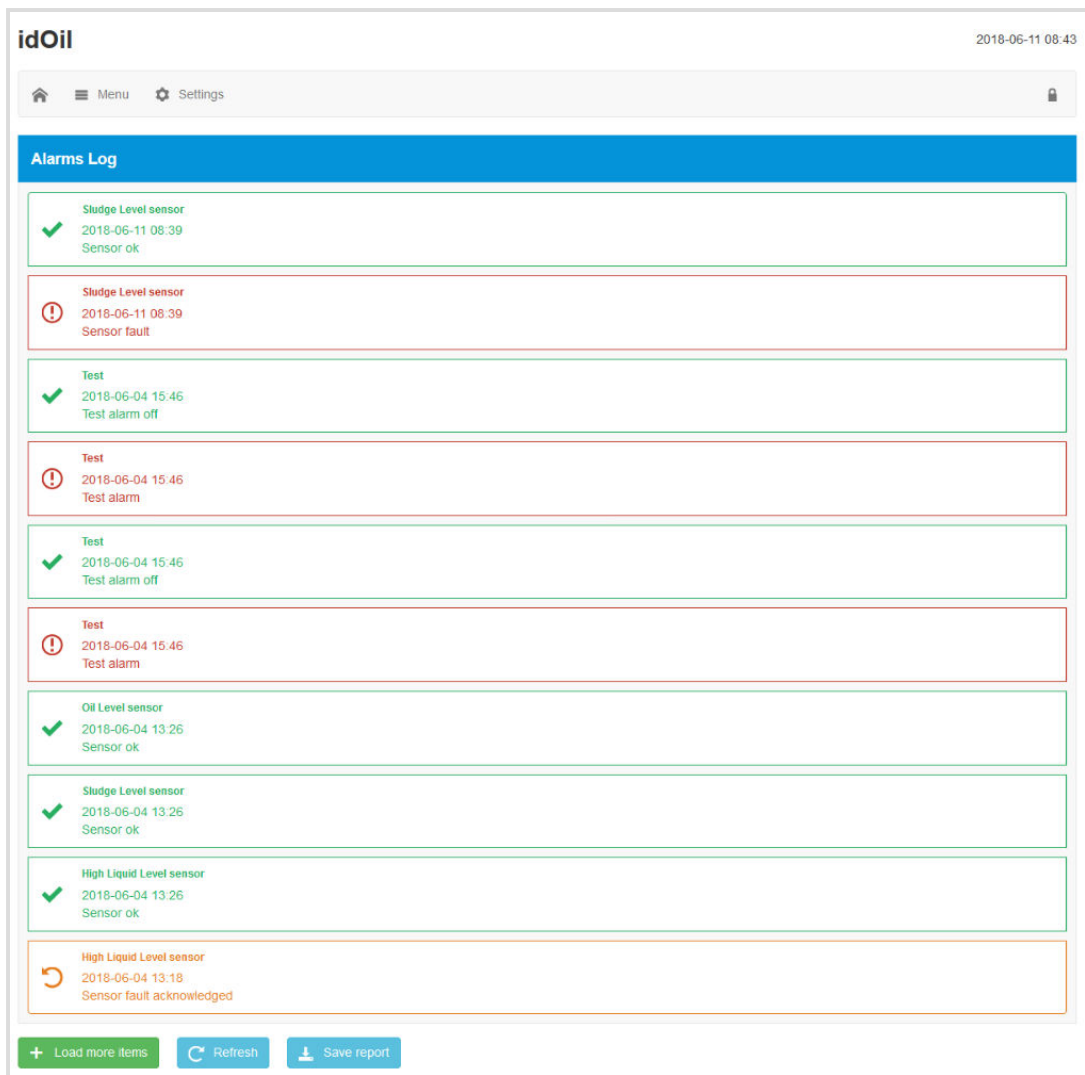 idOil
2018-06-11 08:43
Menu Settings
Alarms Log
Sludge Level sensor
2018-06-11 08:39
Sensor ok
Sludge Level sensor
2018-06-11 08:39
Sensor fault
Test
2018-06-04 15:46
Test alarm off
Test
2018-06-04 15:46
Test alarm
Test
2018-06-04 15:46
Test alarm off
Test
2018-06-04 15:46
Test alarm
Oil Level sensor
2018-06-04 13:26
Sensor ok
Sludge Level sensor
2018-06-04 13:26
Sensor ok
High Liquid Level sensor
2018-06-04 13:26
Sensor ok
High Liquid Level sensor
2018-06-04 13:18
Sensor fault acknowledged
Load more items Refresh Save report